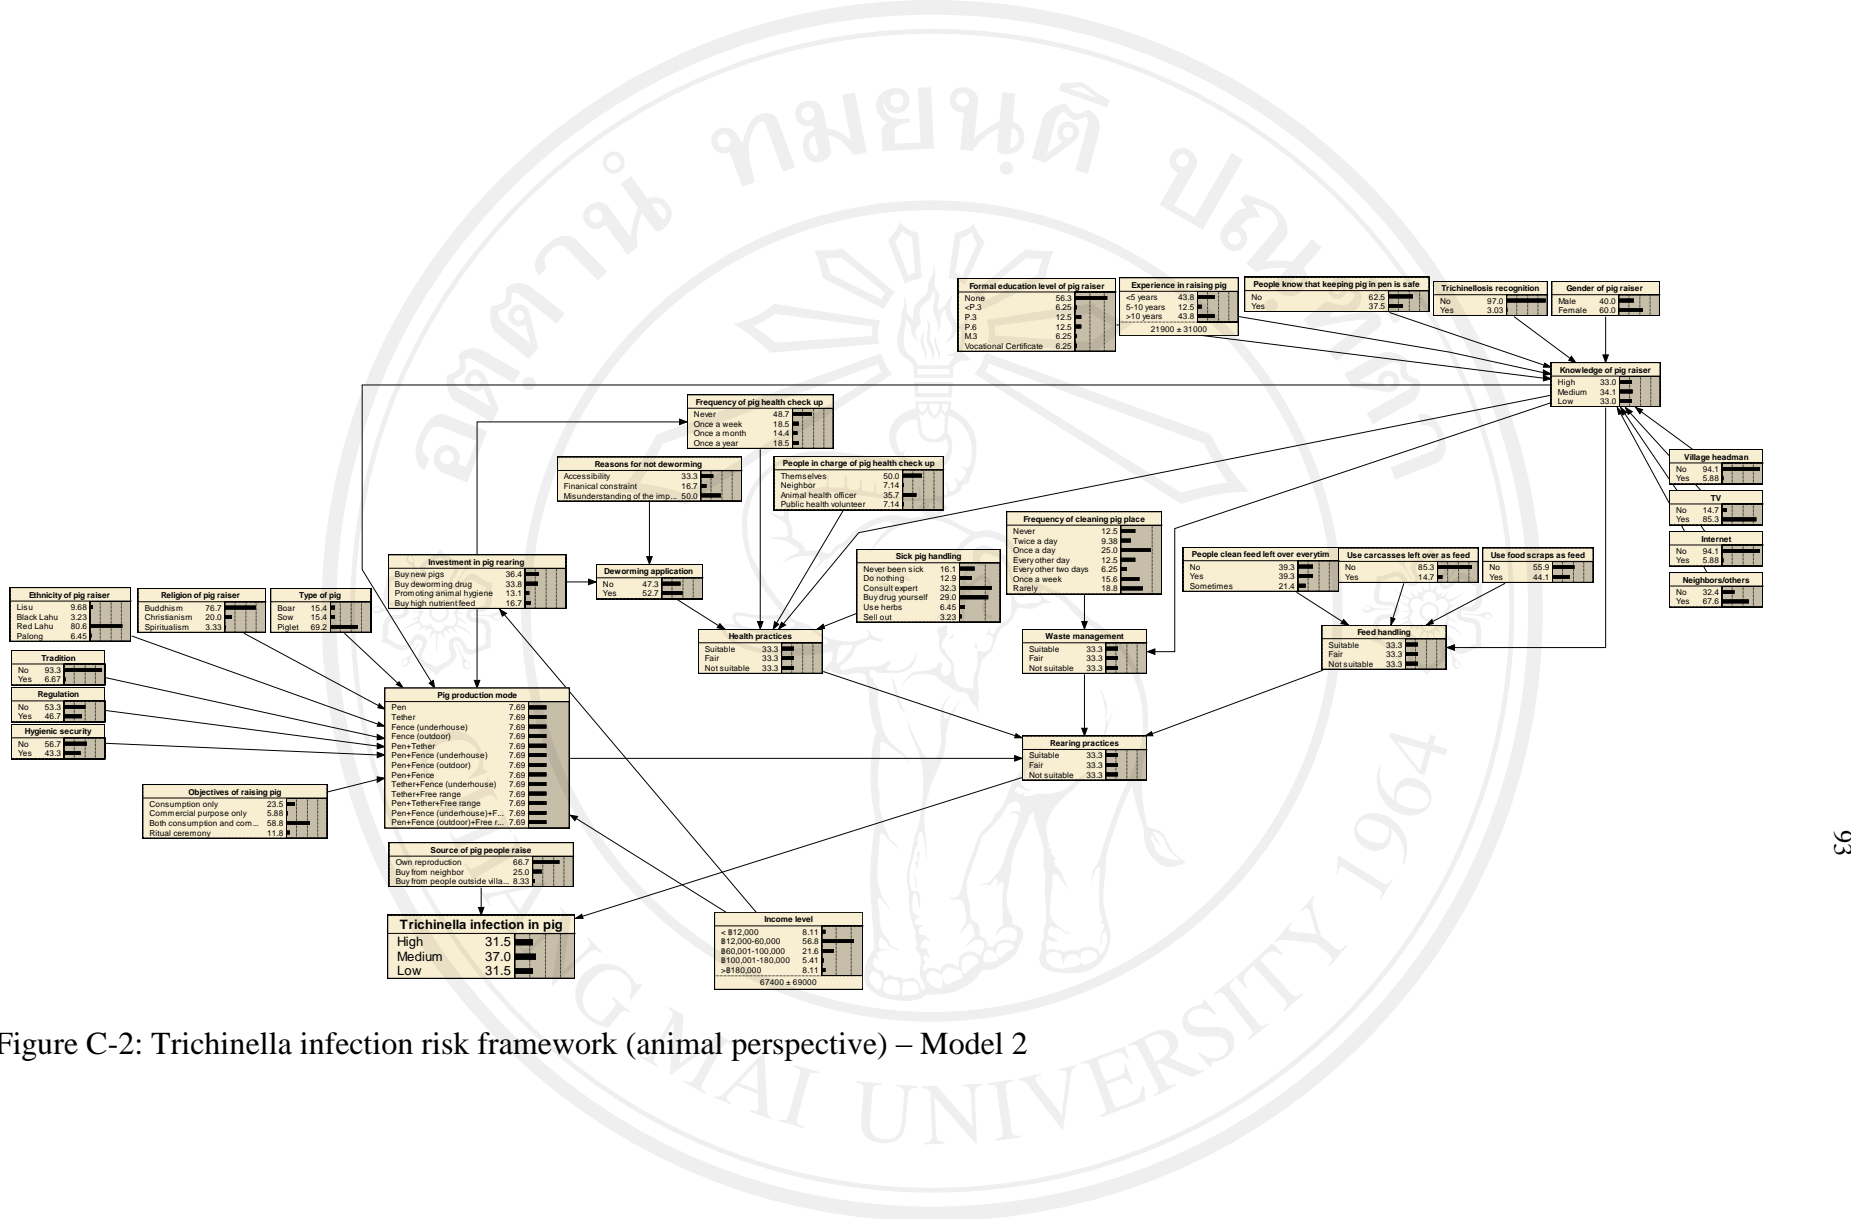 อตตานํ ทมยนฺติ ปณฺฑิตา
Formal education level of pig raiser
None 56.3
<P.3 6.25
P.3 12.5
P.6 12.5
M.3 6.25
Vocational Certificate 6.25
Experience in raising pig
<5 years 43.8
5-10 years 12.5
>10 years 43.8
21900 ± 31000
People know that keeping pig in pen is safe
No 62.5
Yes 37.5
Trichinellosis recognition
No 97.0
Yes 3.03
Gender of pig raiser
Male 40.0
Female 60.0
Knowledge of pig raiser
High 33.0
Medium 34.1
Low 33.0
Frequency of pig health check up
Never 48.7
Once a week 18.5
Once a month 14.4
Once a year 18.5
Reasons for not deworming
Accessibility 33.3
Finanical constraint 16.7
Misunderstanding of the imp... 50.0
People in charge of pig health check up
Themselves 50.0
Neighbor 7.14
Animal health officer 35.7
Public health volunteer 7.14
Village headman
No 94.1
Yes 5.88
TV
No 14.7
Yes 85.3
Internet
No 94.1
Yes 5.88
Neighbors/others
No 32.4
Yes 67.6
Frequency of cleaning pig place
Never 12.5
Twice a day 9.38
Once a day 25.0
Every other day 12.5
Every other two days 6.25
Once a week 15.6
Rarely 18.8
Investment in pig rearing
Buy new pigs 36.4
Buy deworming drug 33.8
Promoting animal hygiene 13.1
Buy high nutrient feed 16.7
Deworming application
No 47.3
Yes 52.7
Sick pig handling
Never been sick 16.1
Do nothing 12.9
Consult expert 32.3
Buy drug yourself 29.0
Use herbs 6.45
Sell out 3.23
People clean feed left over everytim
No 39.3
Yes 39.3
Sometimes 21.4
Use carcasses left over as feed
No 85.3
Yes 14.7
Use food scraps as feed
No 55.9
Yes 44.1
Ethnicity of pig raiser
Lisu 9.68
Black Lahu 3.23
Red Lahu 80.6
Palong 6.45
Religion of pig raiser
Buddhism 76.7
Christianism 20.0
Spiritualism 3.33
Type of pig
Boar 15.4
Sow 15.4
Piglet 69.2
Health practices
Suitable 33.3
Fair 33.3
Not suitable 33.3
Waste management
Suitable 33.3
Fair 33.3
Not suitable 33.3
Feed handling
Suitable 33.3
Fair 33.3
Not suitable 33.3
Tradition
No 93.3
Yes 6.67
Regulation
No 53.3
Yes 46.7
Hygienic security
No 56.7
Yes 43.3
Pig production mode
Pen 7.69
Tether 7.69
Fence (underhouse) 7.69
Fence (outdoor) 7.69
Pen+Tether 7.69
Pen+Fence (underhouse) 7.69
Pen+Fence (outdoor) 7.69
Pen+Fence 7.69
Tether+Fence (underhouse) 7.69
Tether+Free range 7.69
Pen+Tether+Free range 7.69
Pen+Fence (underhouse)+F... 7.69
Pen+Fence (outdoor)+Free r... 7.69
Rearing practices
Suitable 33.3
Fair 33.3
Not suitable 33.3
Objectives of raising pig
Consumption only 23.5
Commercial purpose only 5.88
Both consumption and com... 58.8
Ritual ceremony 11.8
Source of pig people raise
Own reproduction 66.7
Buy from neighbor 25.0
Buy from people outside villa... 8.33
Trichinella infection in pig
High 31.5
Medium 37.0
Low 31.5
Income level
< ฿12,000 8.11
฿12,000-60,000 56.8
฿60,001-100,000 21.6
฿100,001-180,000 5.41
>฿180,000 8.11
67400 ± 69000
93
Figure C-2: Trichinella infection risk framework (animal perspective) – Model 2
CHIANG MAI UNIVERSITY 1964